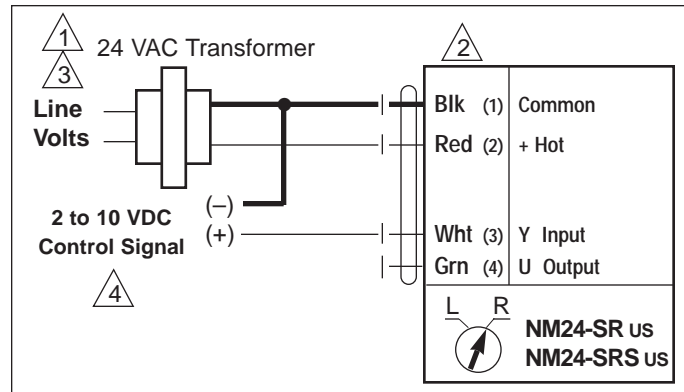 1
24 VAC Transformer
2
3
Line
Volts
Blk (1) Common
Red (2) + Hot
2 to 10 VDC
Control Signal
(–)
(+)
4
Wht (3) Y Input
Grn (4) U Output
L R
NM24-SR US
NM24-SRS US